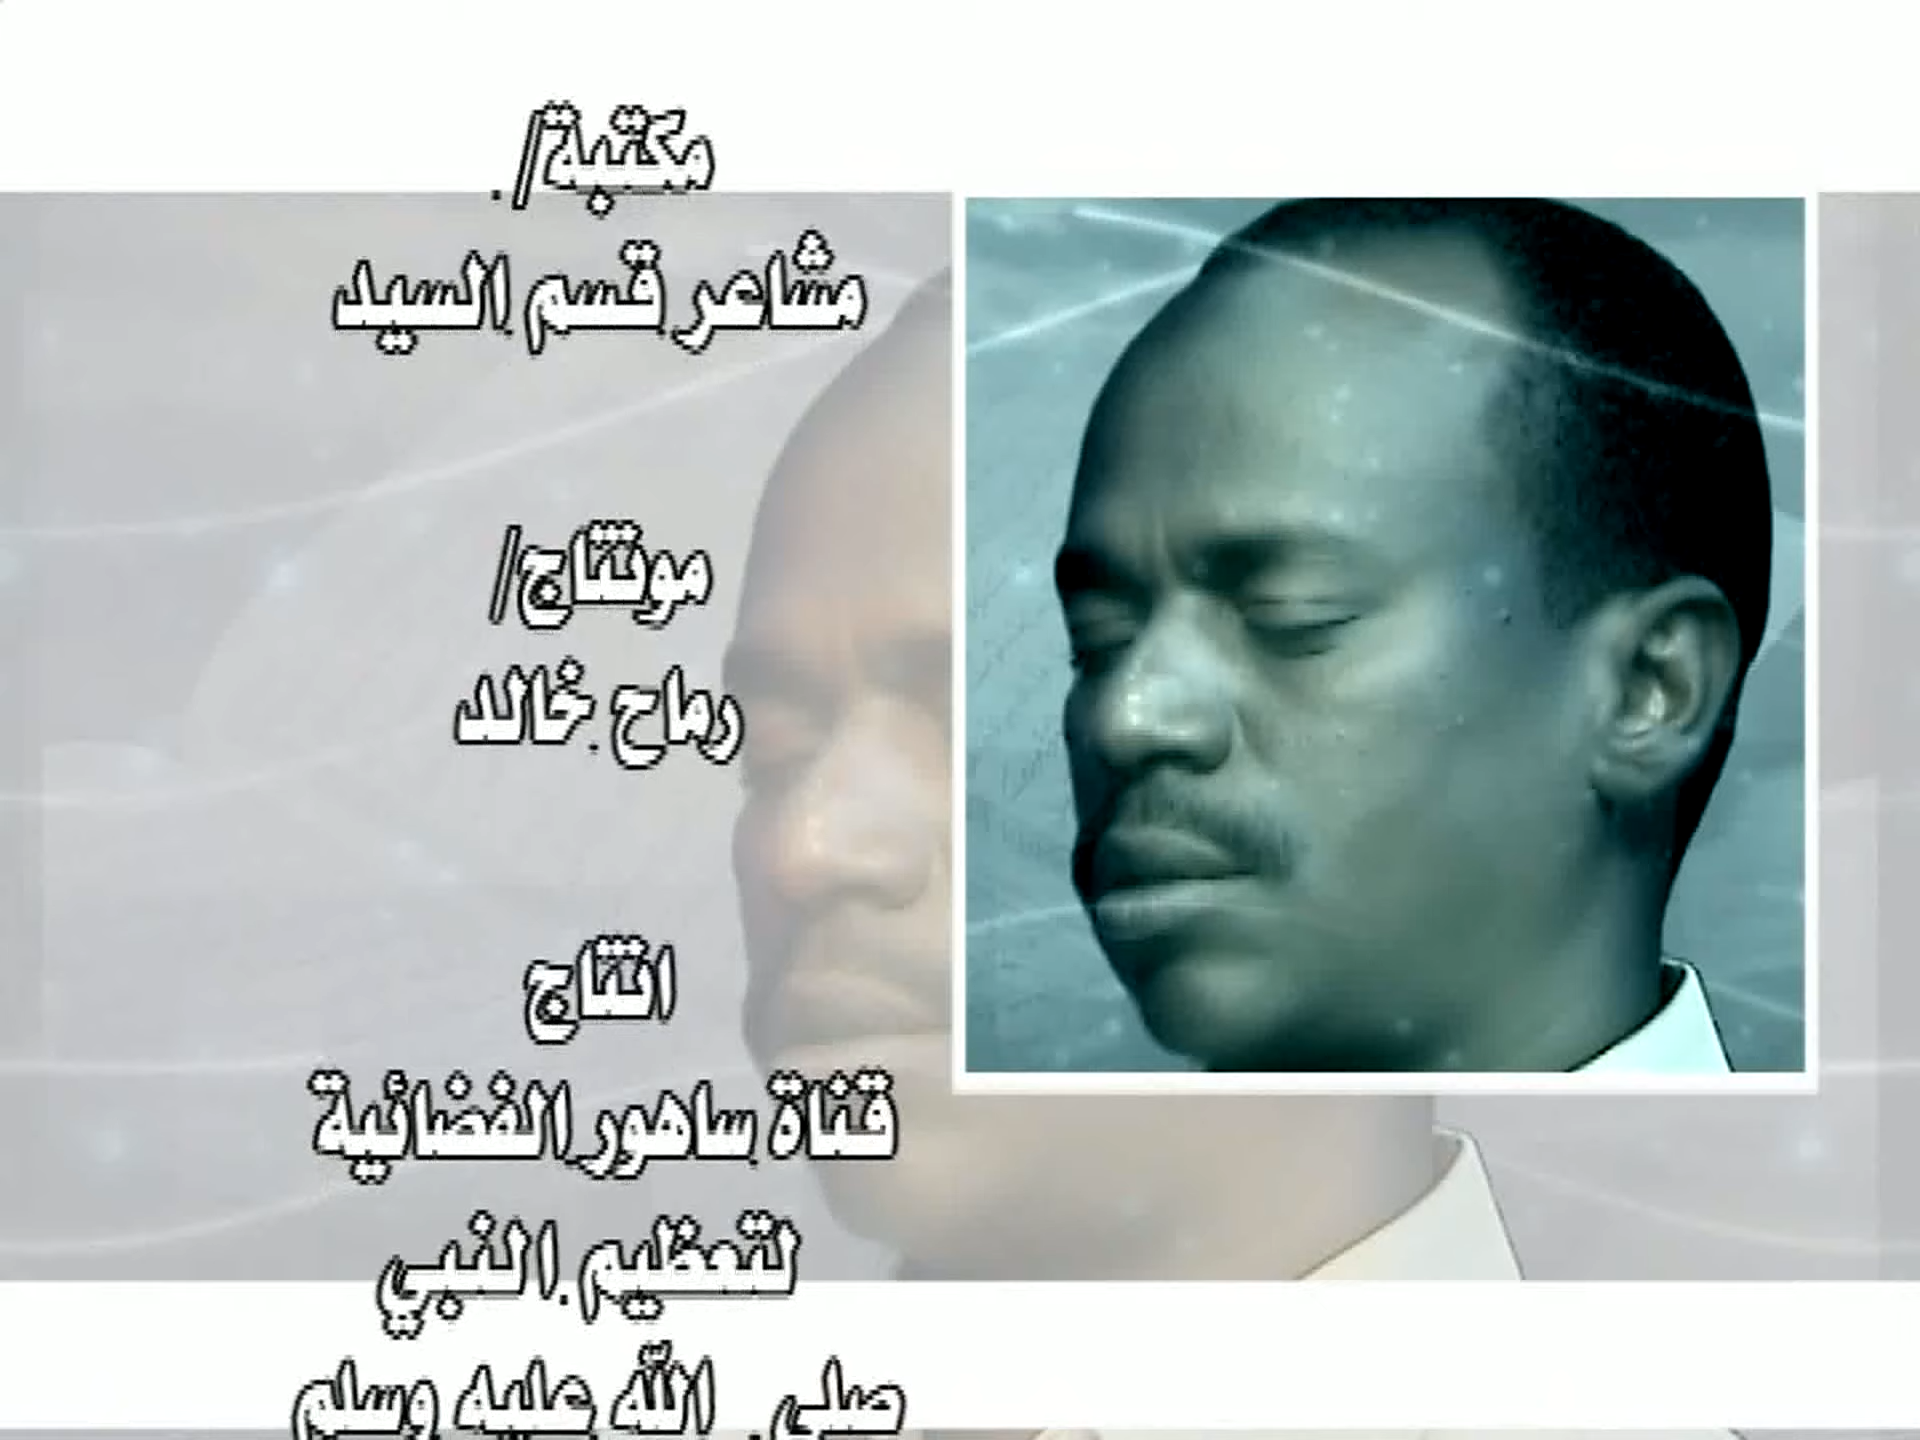 مكتبة/.
مشاعر قسم السيد
مونتاج/
رماح خالد
انتاج
قناة ساهور الفضائية
لتعظيم النبي
صلى الله عليه وسلم